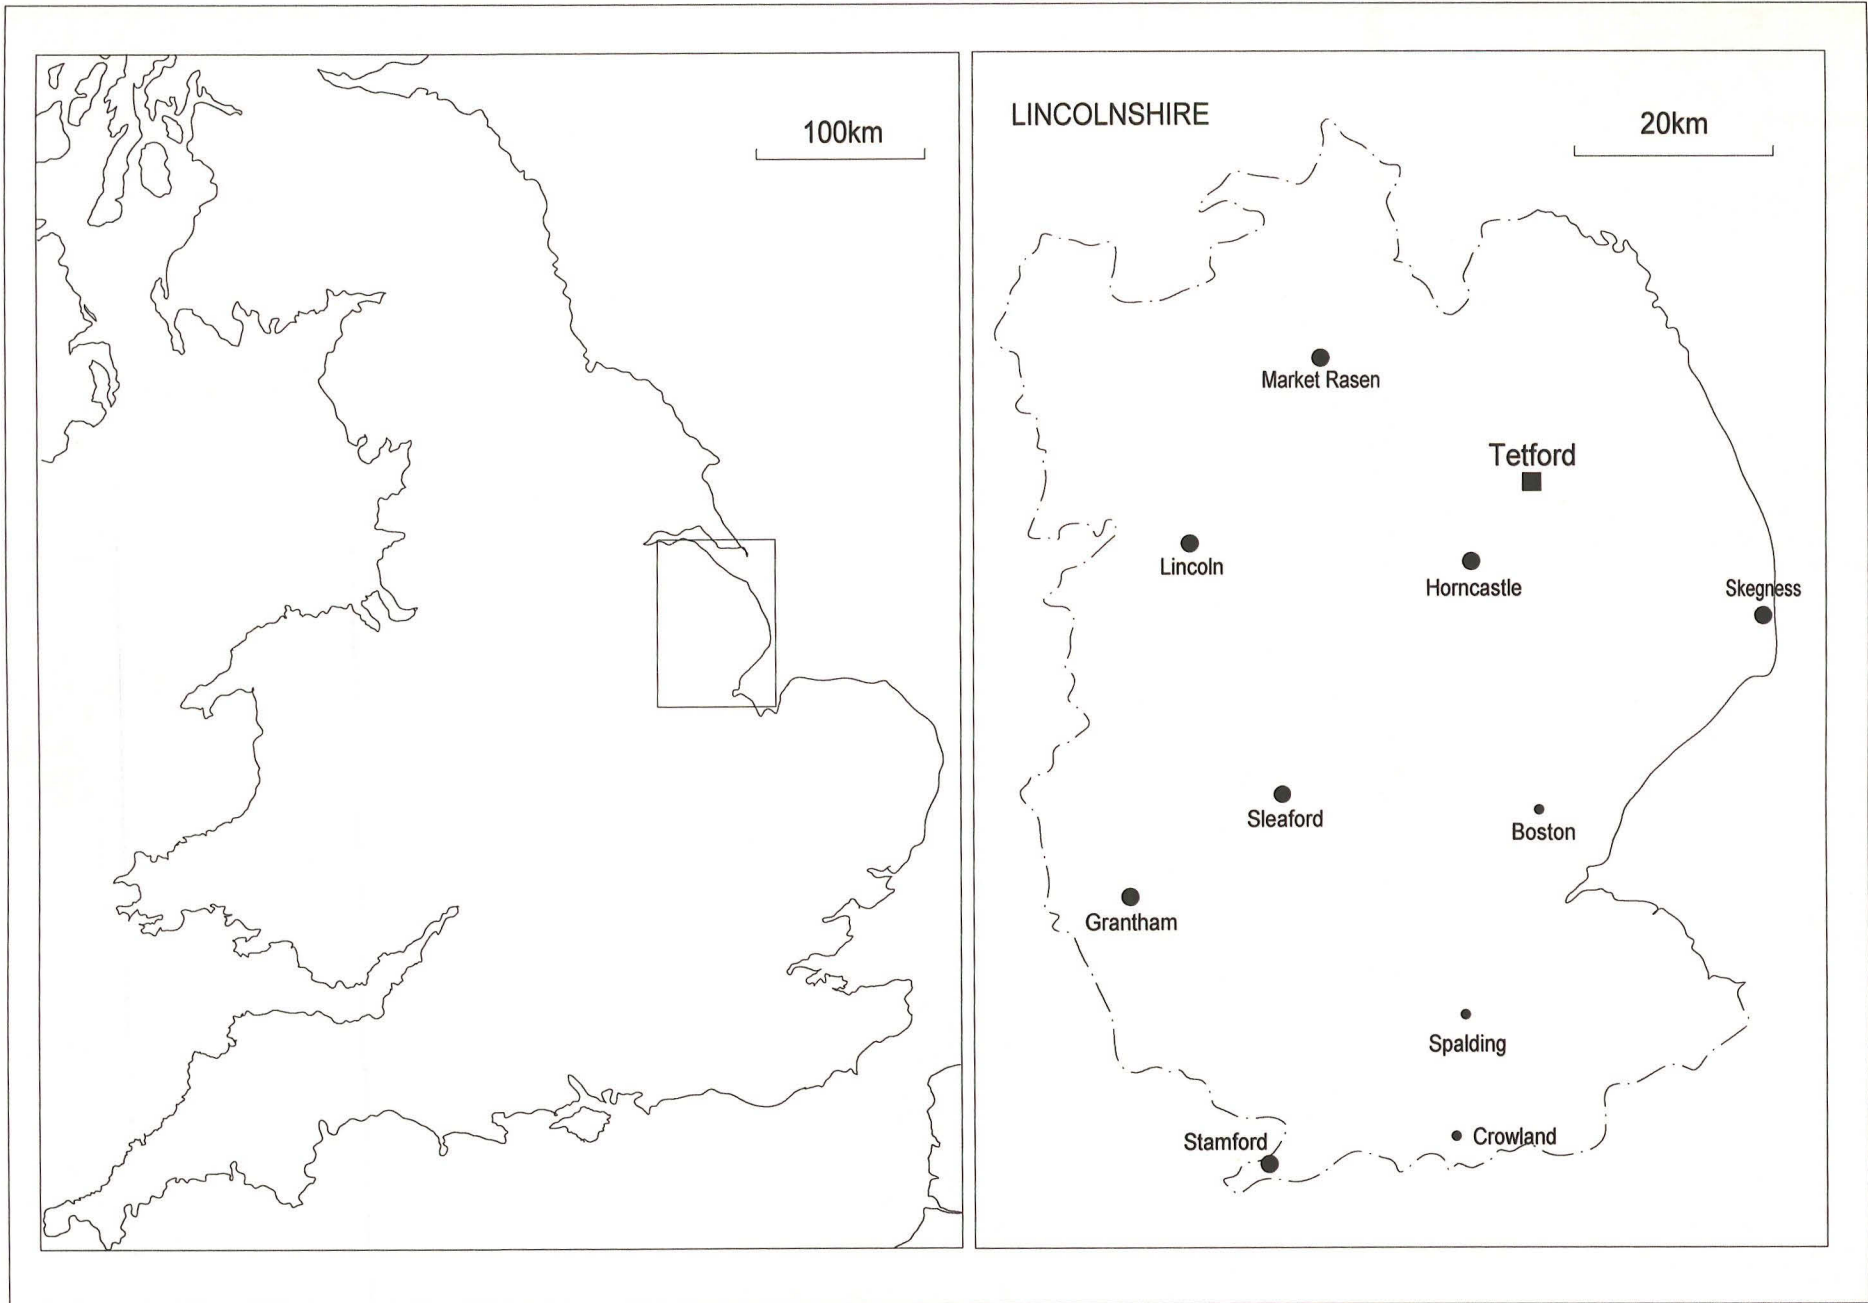 100km
LINCOLNSHIRE
20km
Market Rasen
Tetford
Lincoln
Horncastle
Skegness
Sleaford
Boston
Grantham
Spalding
Stamford
Crowland